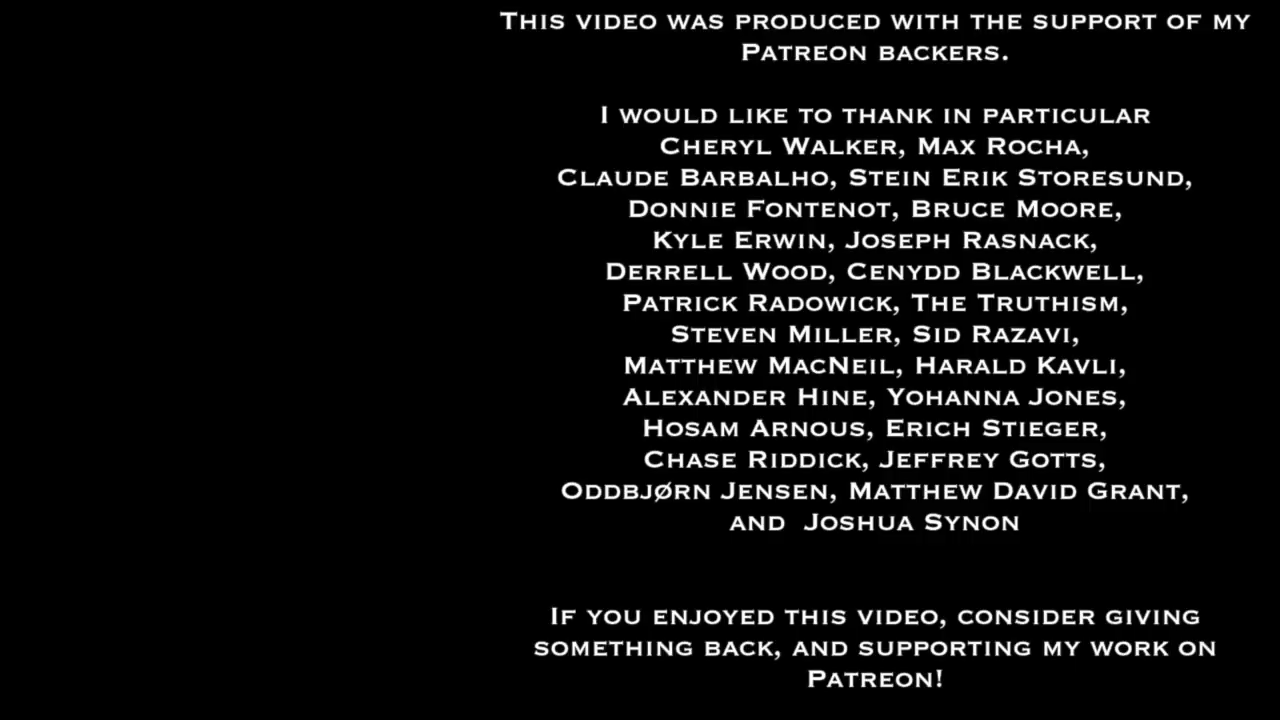 This video was produced with the support of my
Patreon backers.
I would like to thank in particular
Cheryl Walker, Max Rocha,
Claude Barbalho, Stein Erik Storesund,
Donnie Fontenot, Bruce Moore,
Kyle Erwin, Joseph Rasnack,
Derrell Wood, Cenydd Blackwell,
Patrick Radowick, The Truthism,
Steven Miller, Sid Razavi,
Matthew MacNeil, Harald Kavli,
Alexander Hine, Yohanna Jones,
Hosam Arnous, Erich Stieger,
Chase Riddick, Jeffrey Gotts,
Oddbjørn Jensen, Matthew David Grant,
and Joshua Synon
If you enjoyed this video, consider giving
something back, and supporting my work on
Patreon!